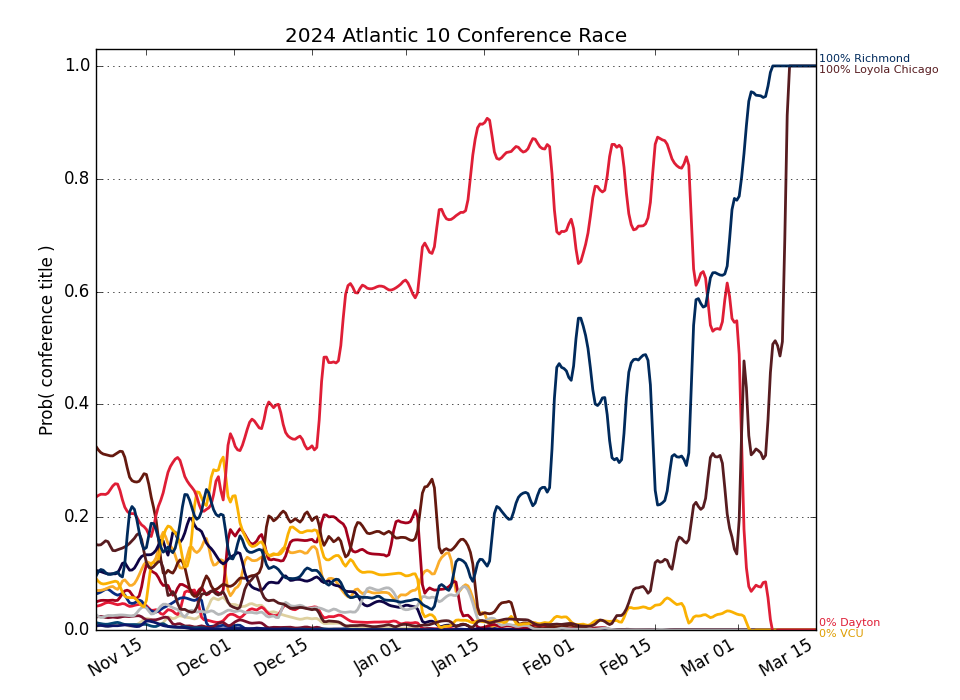 2024 Atlantic 10 Conference Race
Prob( conference title )
1.0
0.8
0.6
0.4
0.2
0.0
Nov 15
Dec 01
Dec 15
Jan 01
Jan 15
Feb 01
Feb 15
Mar 01
Mar 15
100% Richmond
100% Loyola Chicago
0% Dayton
0% VCU